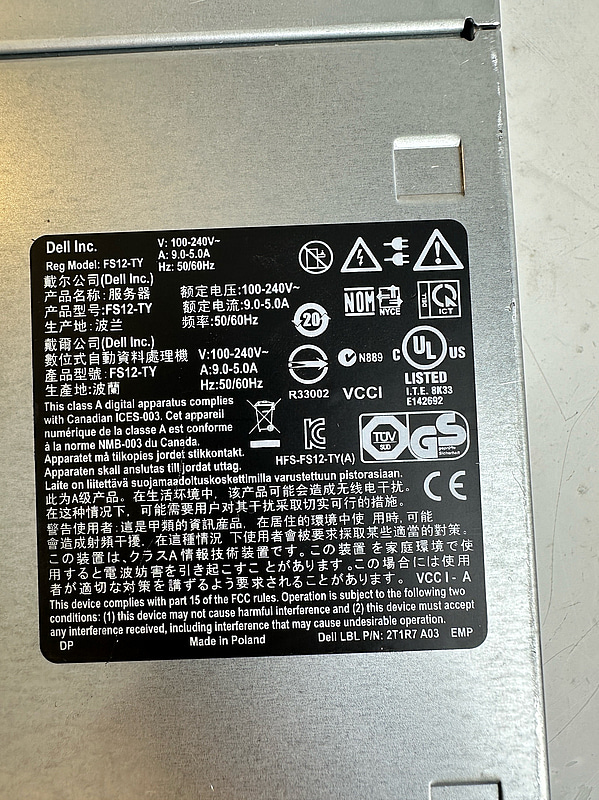 Dell Inc.
Reg Model: FS12-TY
V: 100-240V~
A: 9.0-5.0A
Hz: 50/60Hz
戴尔公司(Dell Inc.)
产品名称: 服务器
产品型号:FS12-TY
生产地: 波兰
额定电压:100-240V~
额定电流:9.0-5.0A
频率:50/60Hz
戴爾公司(Dell Inc.)
數位式自動資料處理機
產品型號: FS12-TY
生產地:波蘭
V:100-240V~
A:9.0-5.0A
Hz:50/60Hz
20
NOM
NYCE
DELL
ICT
R33002
N889
VCCI
C UL US
LISTED
I.T.E. 8K33
E142692
HFS-FS12-TY(A)
TÜV
SÜD
GS
This class A digital apparatus complies
with Canadian ICES-003. Cet appareil
numérique de la classe A est conforme
à la norme NMB-003 du Canada.
Apparatet må tilkopies jordet stikkontakt.
Apparaten skall anslutas till jordat uttag.
Laite on liitettävä suojamaadoituskoskettimilla varustettuun pistorasiaan.
CE
此为A级产品。在生活环境中，该产品可能会造成无线电干扰。
在这种情况下，可能需要用户对其干扰采取切实可行的措施。
警告使用者: 這是甲類的資訊產品，在居住的環境中使 用時,可能
會造成射頻干擾，在這種情況 下使用者會被要求採取某些適當的對策。
この装置は､クラスA情報技術装置です｡この装置 を家庭環境で使
用すると電波妨害を引き起こすこ とがあります ｡この場合には使用
者が適切な対策を講ずるよう要求されることがあります。 VCCI- A
This device complies with part 15 of the FCC rules. Operation is subject to the following two
conditions: (1) this device may not cause harmful interference and (2) this device must accept
any interference received, including interference that may cause undesirable operation.
DP Made in Poland Dell LBL P/N: 2T1R7 A03 EMP